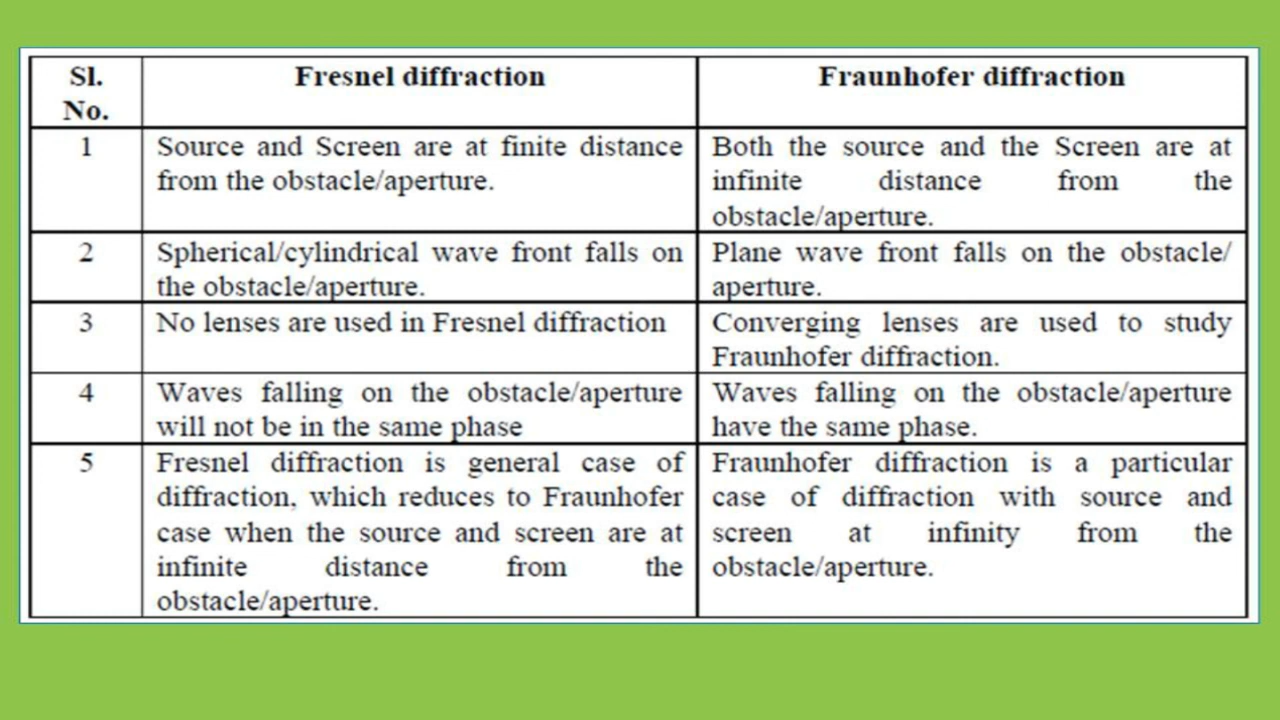 Sl.
No.
Fresnel diffraction
Fraunhofer diffraction
1
Source and Screen are at finite distance
from the obstacle/aperture.
Both the source and the Screen are at
infinite distance from the
obstacle/aperture.
2
Spherical/cylindrical wave front falls on
the obstacle/aperture.
Plane wave front falls on the obstacle/
aperture.
3
No lenses are used in Fresnel diffraction
Converging lenses are used to study
Fraunhofer diffraction.
4
Waves falling on the obstacle/aperture
will not be in the same phase
Waves falling on the obstacle/aperture
have the same phase.
5
Fresnel diffraction is general case of
diffraction, which reduces to Fraunhofer
case when the source and screen are at
infinite distance from the
obstacle/aperture.
Fraunhofer diffraction is a particular
case of diffraction with source and
screen at infinity from the
obstacle/aperture.